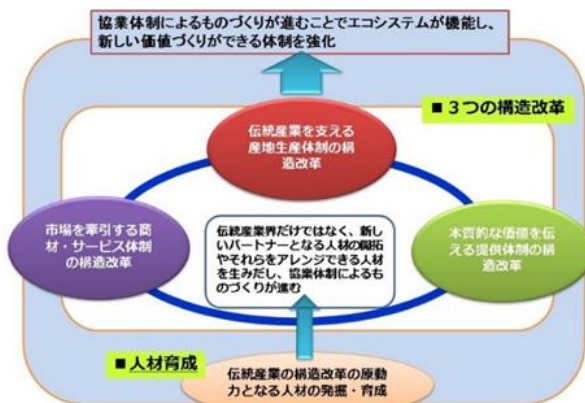 協業体制によるものづくりが進むことでエコシステムが機能し、
新しい価値づくりができる体制を強化
■３つの構造改革
伝統産業を支える
産地生産体制の構
造改革
市場を牽引する商
材・サービス体制
の構造改革
伝統産業界だけではなく、新し
いパートナーとなる人材の開拓
やそれらをアレンジできる人材
を生みだし、協業体制によるも
のづくりが進む
本質的な価値を伝
える提供体制の構
造改革
■人材育成
伝統産業の構造改革の原動
力となる人材の発掘・育成